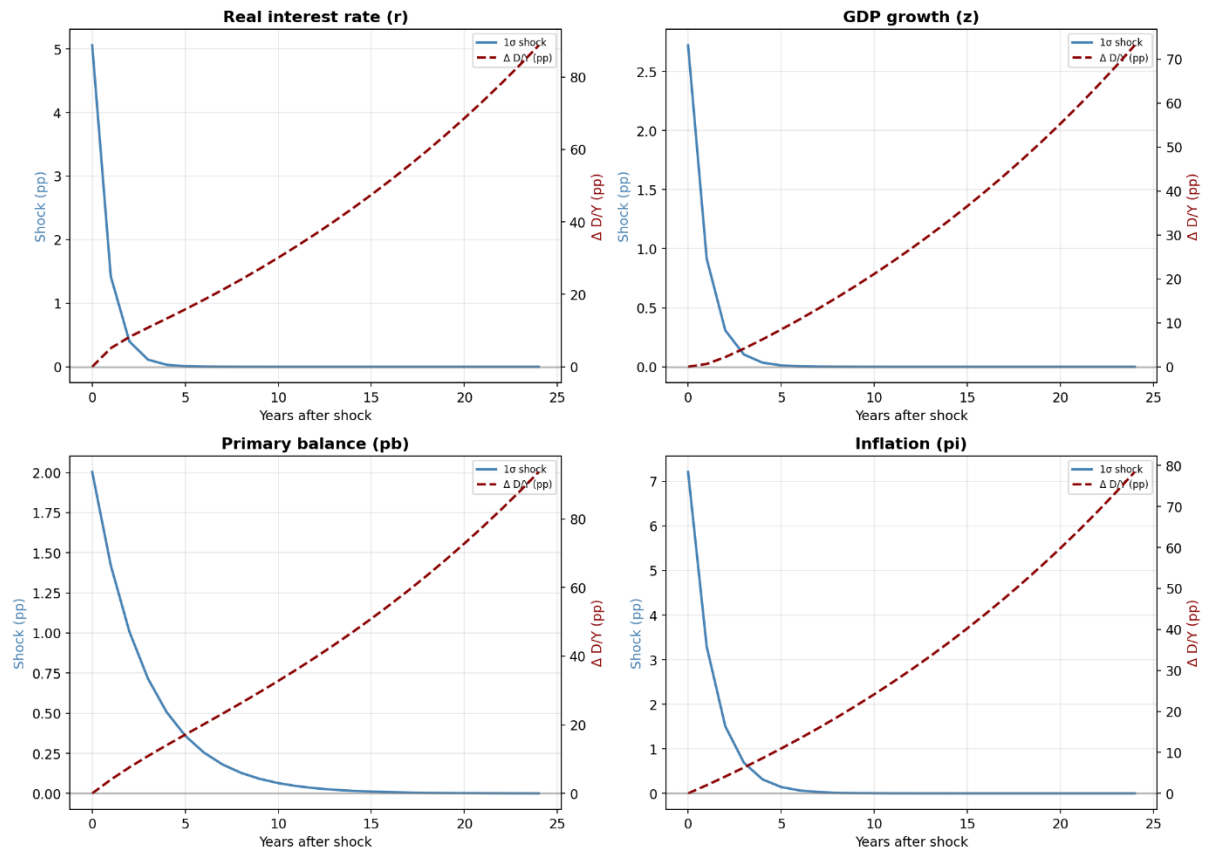 Real interest rate (r)
Shock (pp)
5
4
3
2
1
0
1σ shock
Δ D/Y (pp)
80
60
40
20
0
Δ D/Y (pp)
0 5 10 15 20 25
Years after shock
GDP growth (z)
Shock (pp)
2.5
2.0
1.5
1.0
0.5
0.0
1σ shock
Δ D/Y (pp)
70
60
50
40
30
20
10
0
Δ D/Y (pp)
0 5 10 15 20 25
Years after shock
Primary balance (pb)
Shock (pp)
2.00
1.75
1.50
1.25
1.00
0.75
0.50
0.25
0.00
1σ shock
Δ D/Y (pp)
80
60
40
20
0
Δ D/Y (pp)
0 5 10 15 20 25
Years after shock
Inflation (pi)
Shock (pp)
7
6
5
4
3
2
1
0
1σ shock
Δ D/Y (pp)
80
70
60
50
40
30
20
10
0
Δ D/Y (pp)
0 5 10 15 20 25
Years after shock